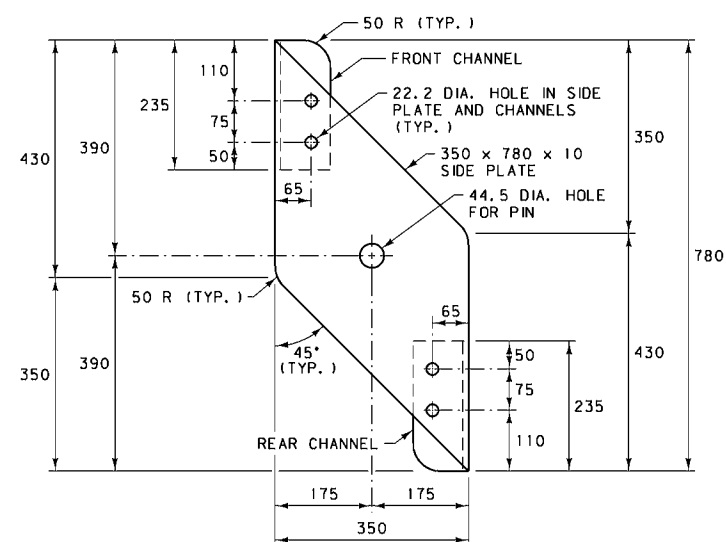 50 R (TYP.)
FRONT CHANNEL
22.2 DIA. HOLE IN SIDE
PLATE AND CHANNELS
(TYP.)
350 x 780 x 10
SIDE PLATE
44.5 DIA. HOLE
FOR PIN
110
235
75
50
430
390
65
350
780
50 R (TYP.)
45°
(TYP.)
65
50
75
110
235
430
350
390
REAR CHANNEL
175
175
350